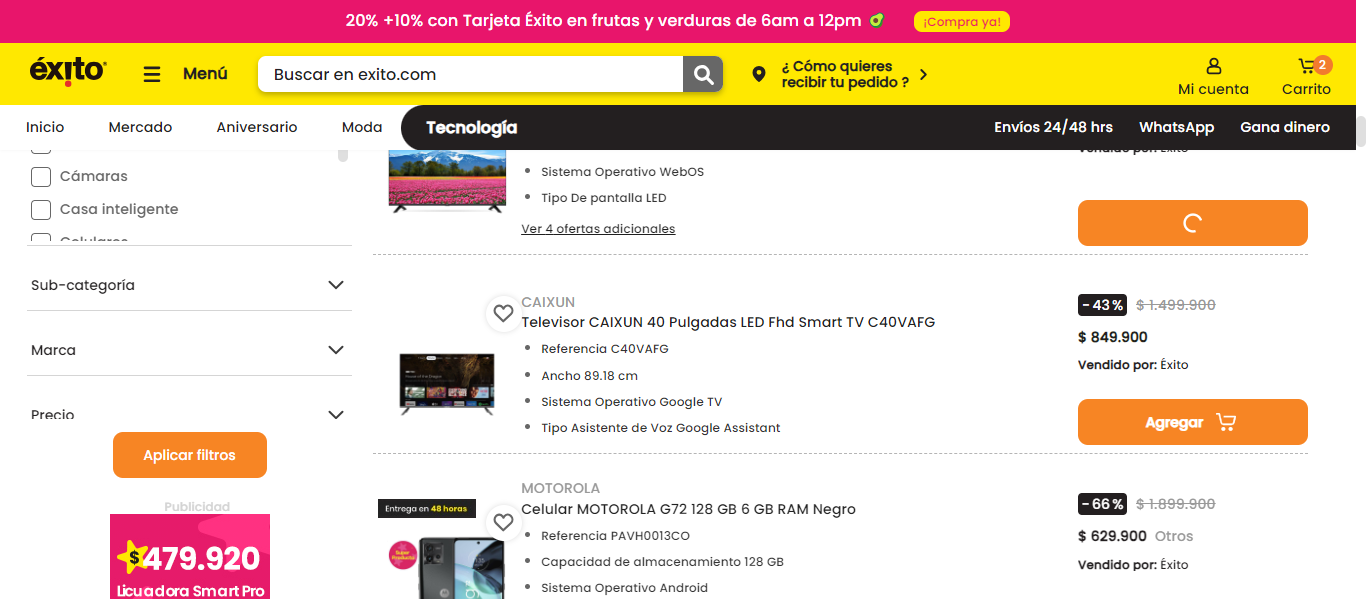 20% +10% con Tarjeta Éxito en frutas y verduras de 6am a 12pm
¡Compra ya!
éxito
Menú
Buscar en exito.com
¿ Cómo quieres
recibir tu pedido ?
Mi cuenta
2
Carrito
Inicio
Mercado
Aniversario
Moda
Tecnología
Envíos 24/48 hrs
WhatsApp
Gana dinero
Cámaras
Casa inteligente
Celulares
Sub-categoría
Marca
Precio
Aplicar filtros
Publicidad
$479.920
Licuadora Smart Pro
Sistema Operativo WebOS
Tipo De pantalla LED
Ver 4 ofertas adicionales
Vendido por: Éxito
CAIXUN
Televisor CAIXUN 40 Pulgadas LED Fhd Smart TV C40VAFG
Referencia C40VAFG
Ancho 89.18 cm
Sistema Operativo Google TV
Tipo Asistente de Voz Google Assistant
- 43 %
$ 1.499.900
$ 849.900
Vendido por: Éxito
Agregar
MOTOROLA
Entrega en 48 horas
Celular MOTOROLA G72 128 GB 6 GB RAM Negro
Referencia PAVH0013CO
Capacidad de almacenamiento 128 GB
Sistema Operativo Android
Super
Producto
- 66 %
$ 1.899.900
$ 629.900 Otros
Vendido por: Éxito